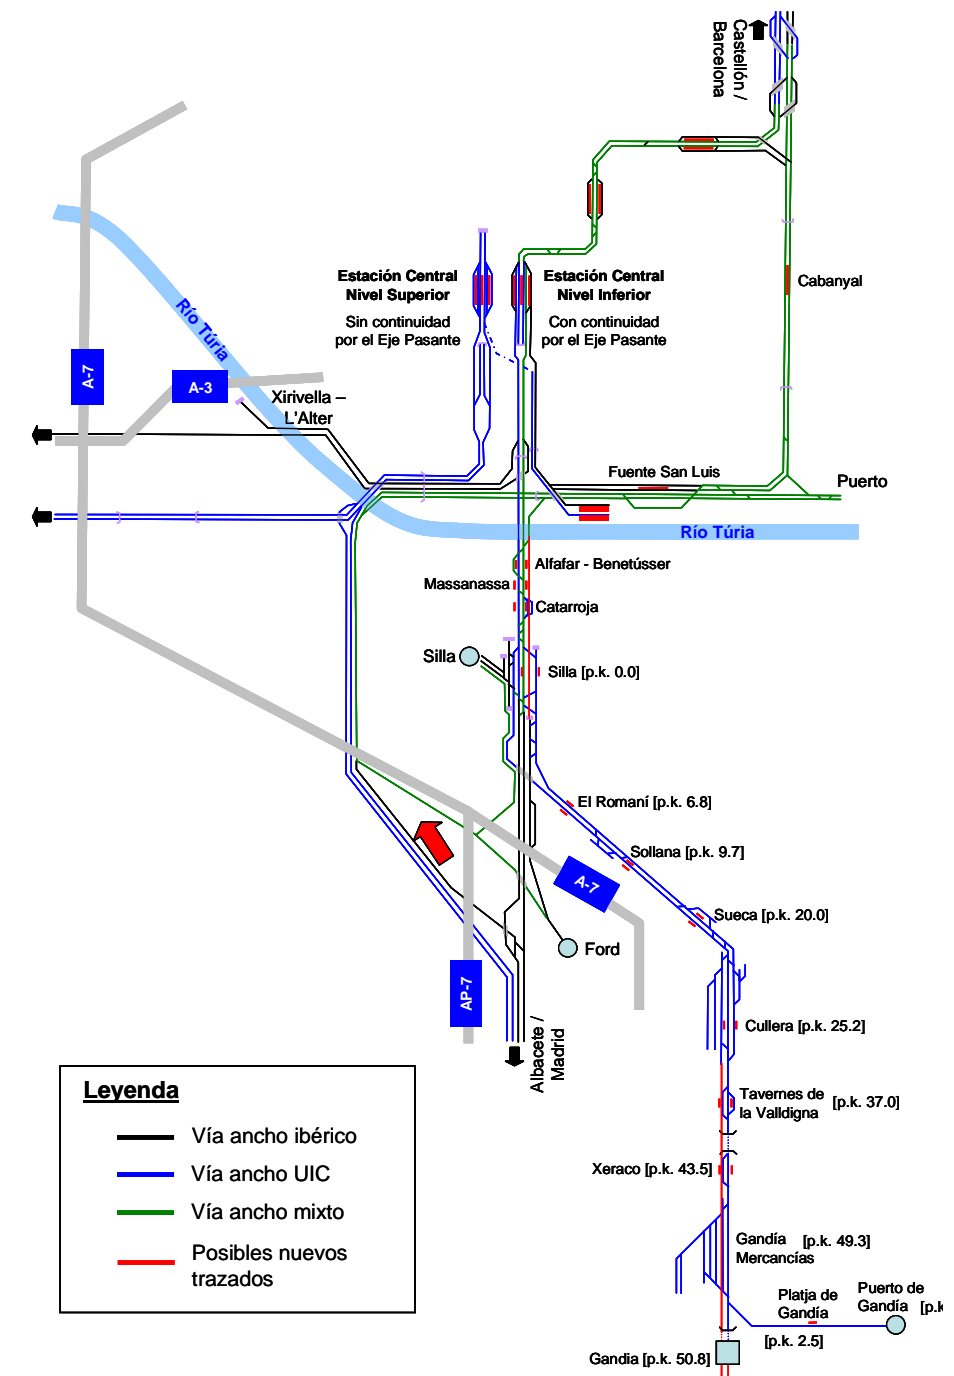 Castellón /
Barcelona
Estación Central
Nivel Superior
Sin continuidad
por el Eje Pasante
Estación Central
Nivel Inferior
Con continuidad
por el Eje Pasante
Cabanyal
Río Túria
A-7
A-3
Xirivella –
L'Alter
Fuente San Luis
Puerto
Río Túria
Alfafar - Benetússer
Massanassa
Catarroja
Silla
Silla [p.k. 0.0]
El Romaní [p.k. 6.8]
Sollana [p.k. 9.7]
A-7
Sueca [p.k. 20.0]
Ford
AP-7
Cullera [p.k. 25.2]
Albacete /
Madrid
Tavernes de
la Valldigna
[p.k. 37.0]
Xeraco [p.k. 43.5]
Gandía
Mercancías
[p.k. 49.3]
Platja de
Gandía
[p.k. 2.5]
Puerto de
Gandía [p.k
Gandia [p.k. 50.8]
Leyenda
Vía ancho ibérico
Vía ancho UIC
Vía ancho mixto
Posibles nuevos
trazados